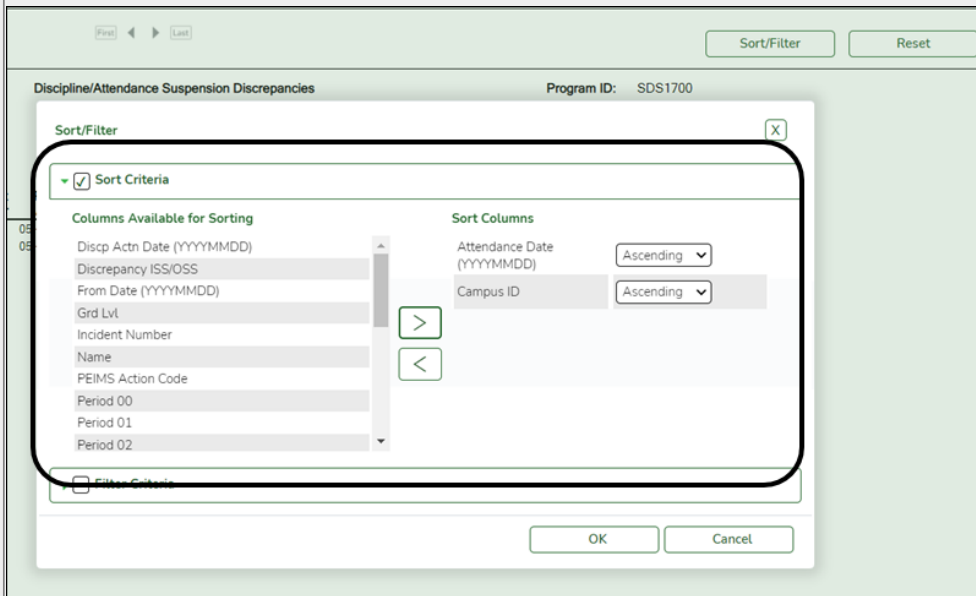 First Last
Sort/Filter Reset
Discipline/Attendance Suspension Discrepancies Program ID: SDS1700
Sort/Filter X
Sort Criteria
Columns Available for Sorting Sort Columns
Discp Actn Date (YYYYMMDD)
Discrepancy ISS/OSS
From Date (YYYYMMDD)
Grd Lvl
Incident Number
Name
PEIMS Action Code
Period 00
Period 01
Period 02
>
<
Attendance Date
(YYYYMMDD) Ascending
Campus ID Ascending
05
05
Filter Criteria
OK Cancel